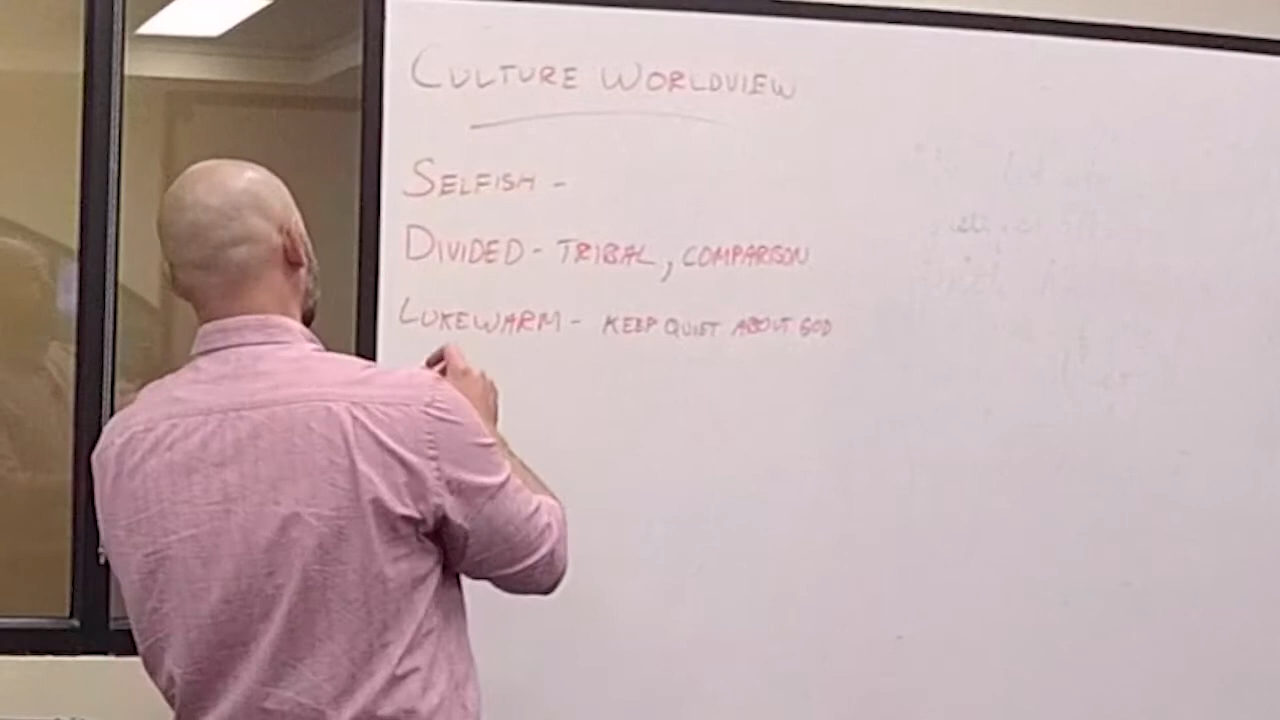 CULTURE WORLDVIEW
SELFISH -
DIVIDED - TRIBAL, COMPARISON
LUKEWARM - KEEP QUIET ABOUT GOD